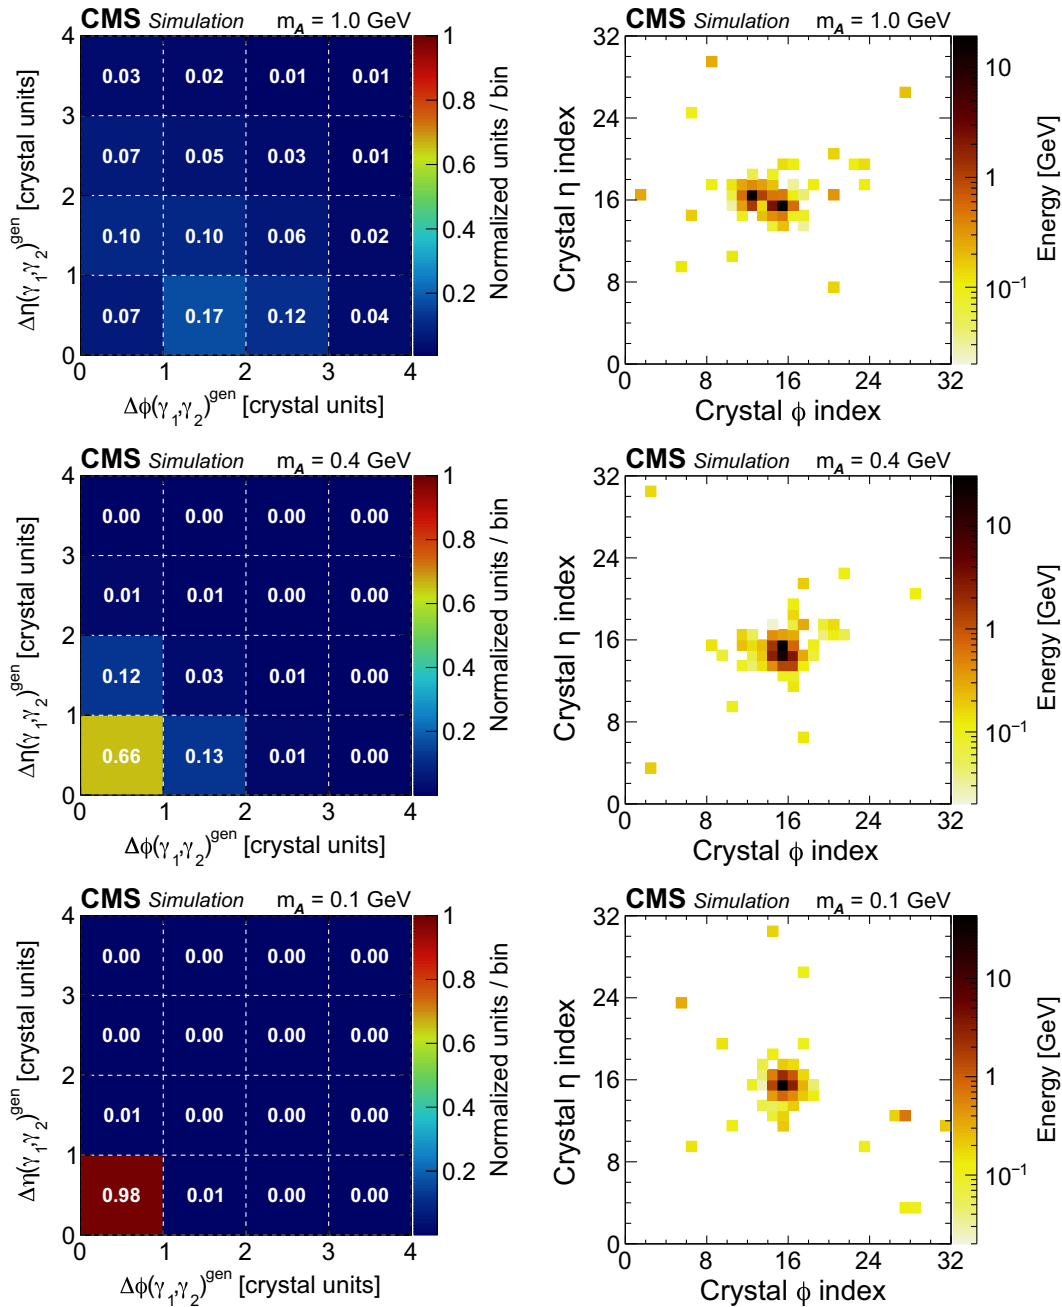 CMS Simulation m_A = 1.0 GeV
4
3
2
1
0
0.03 0.02 0.01 0.01
0.07 0.05 0.03 0.01
0.10 0.10 0.06 0.02
0.07 0.17 0.12 0.04
0 1 2 3 4
Δη(γ_1,γ_2)^gen [crystal units]
Δϕ(γ_1,γ_2)^gen [crystal units]
1
0.8
0.6
0.4
0.2
Normalized units / bin
CMS Simulation m_A = 1.0 GeV
32
24
16
8
0
0 8 16 24 32
Crystal η index
Crystal ϕ index
10
1
10^−1
Energy [GeV]
CMS Simulation m_A = 0.4 GeV
4
3
2
1
0
0.00 0.00 0.00 0.00
0.01 0.01 0.00 0.00
0.12 0.03 0.01 0.00
0.66 0.13 0.01 0.00
0 1 2 3 4
Δη(γ_1,γ_2)^gen [crystal units]
Δϕ(γ_1,γ_2)^gen [crystal units]
1
0.8
0.6
0.4
0.2
Normalized units / bin
CMS Simulation m_A = 0.4 GeV
32
24
16
8
0
0 8 16 24 32
Crystal η index
Crystal ϕ index
10
1
10^−1
Energy [GeV]
CMS Simulation m_A = 0.1 GeV
4
3
2
1
0
0.00 0.00 0.00 0.00
0.00 0.00 0.00 0.00
0.01 0.00 0.00 0.00
0.98 0.01 0.00 0.00
0 1 2 3 4
Δη(γ_1,γ_2)^gen [crystal units]
Δϕ(γ_1,γ_2)^gen [crystal units]
1
0.8
0.6
0.4
0.2
Normalized units / bin
CMS Simulation m_A = 0.1 GeV
32
24
16
8
0
0 8 16 24 32
Crystal η index
Crystal ϕ index
10
1
10^−1
Energy [GeV]